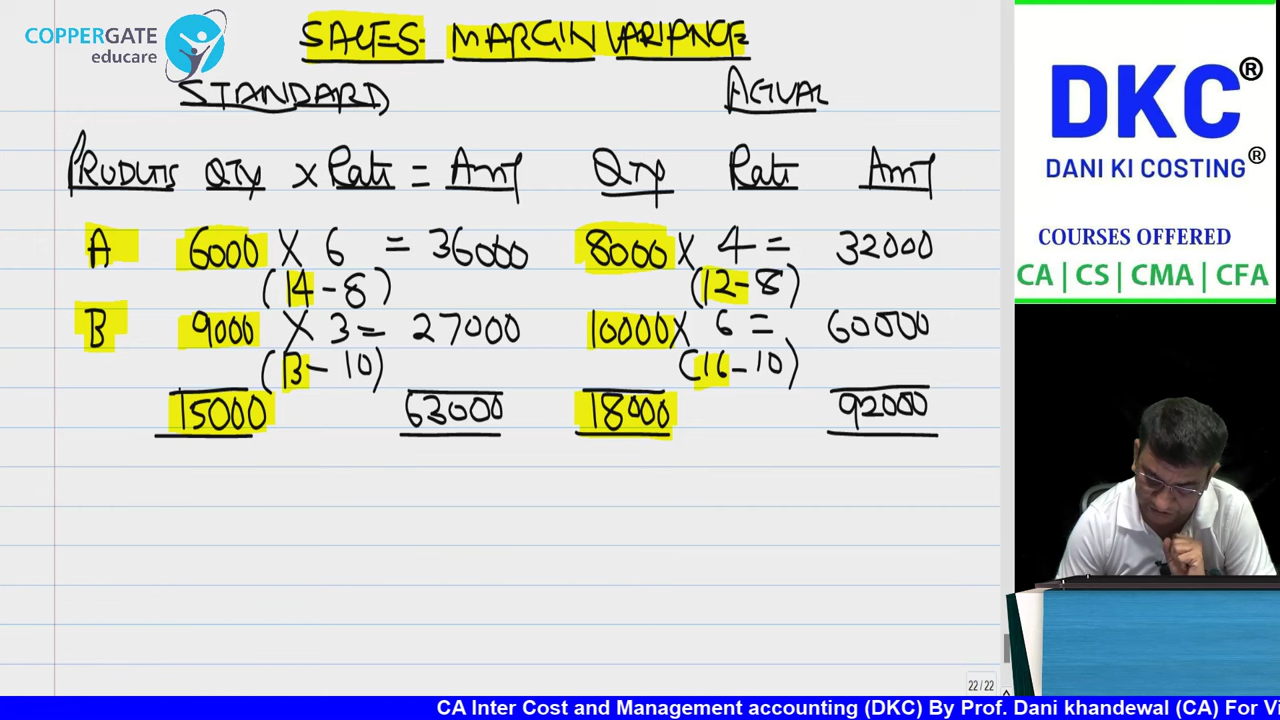 COPPERGATE
educare
SALES MARGIN VARIANCE
STANDARD ACTUAL
PRODUTS QTY × Rate = Amt QTY Rate Amt
A 6000 × 6 = 36000 8000 × 4 = 32000
(14 - 8) (12 - 8)
B 9000 × 3 = 27000 10000 × 6 = 60000
(13 - 10) (16 - 10)
15000 63000 18000 92000
22 / 22
DKC®
DANI KI COSTING®
COURSES OFFERED
CA | CS | CMA | CFA
CA Inter Cost and Management accounting (DKC) By Prof. Dani khandewal (CA) For Vi